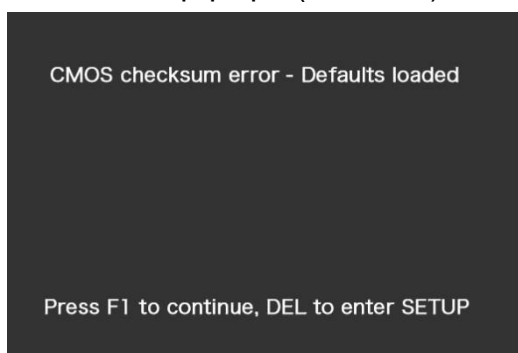 CMOS checksum error - Defaults loaded
Press F1 to continue, DEL to enter SETUP